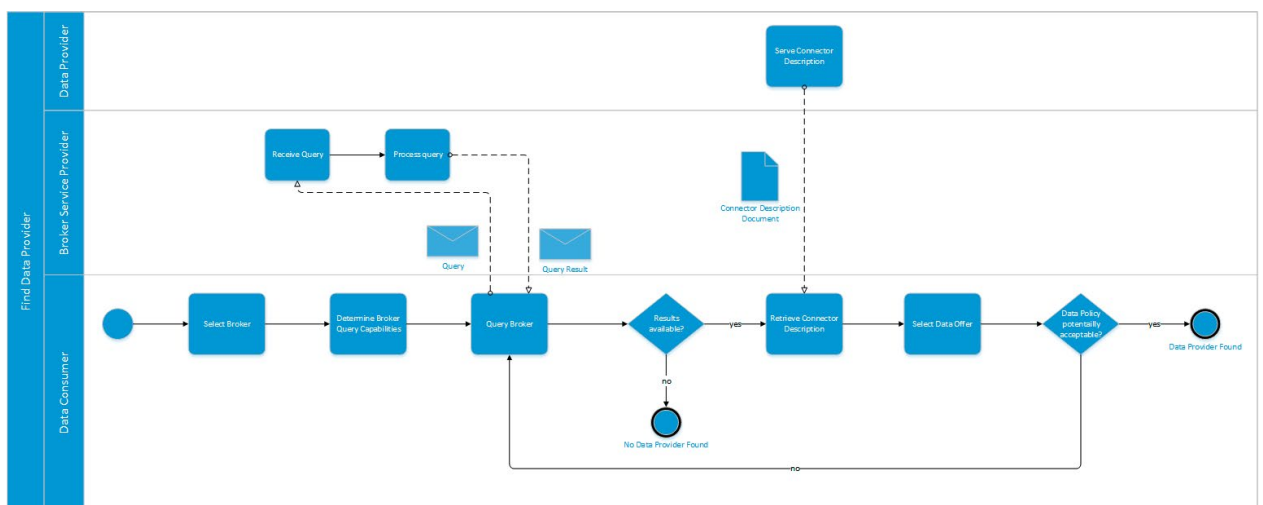 Find Data Provider
Data Provider
Serve Connector
Description
Broker Service Provider
Receive Query
Process query
Connector Description
Document
Query
Query Result
Data Consumer
Select Broker
Determine Broker
Query Capabilities
Query Broker
Results
available?
yes
Retrieve Connector
Description
Select Data Offer
Data Policy
potentailly
acceptable?
yes
Data Provider Found
no
No Data Provider Found
no